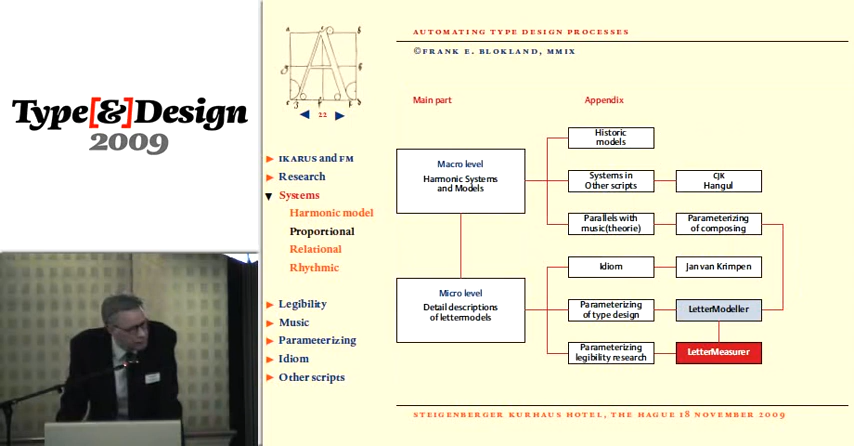 Type[&]Design
2009
AUTOMATING TYPE DESIGN PROCESSES
©FRANK E. BLOKLAND, MMIX
22
IKARUS and FM
Research
Systems
Harmonic model
Proportional
Relational
Rhythmic
Legibility
Music
Parameterizing
Idiom
Other scripts
Main part
Appendix
Macro level
Harmonic Systems
and Models
Historic
models
Systems in
Other scripts
CJK
Hangul
Parallels with
music(theorie)
Parameterizing
of composing
Micro level
Detail descriptions
of lettermodels
Idiom
Jan van Krimpen
Parameterizing
of type design
LetterModeller
Parameterizing
legibility research
LetterMeasurer
STEIGENBERGER KURHAUS HOTEL, THE HAGUE 18 NOVEMBER 2009